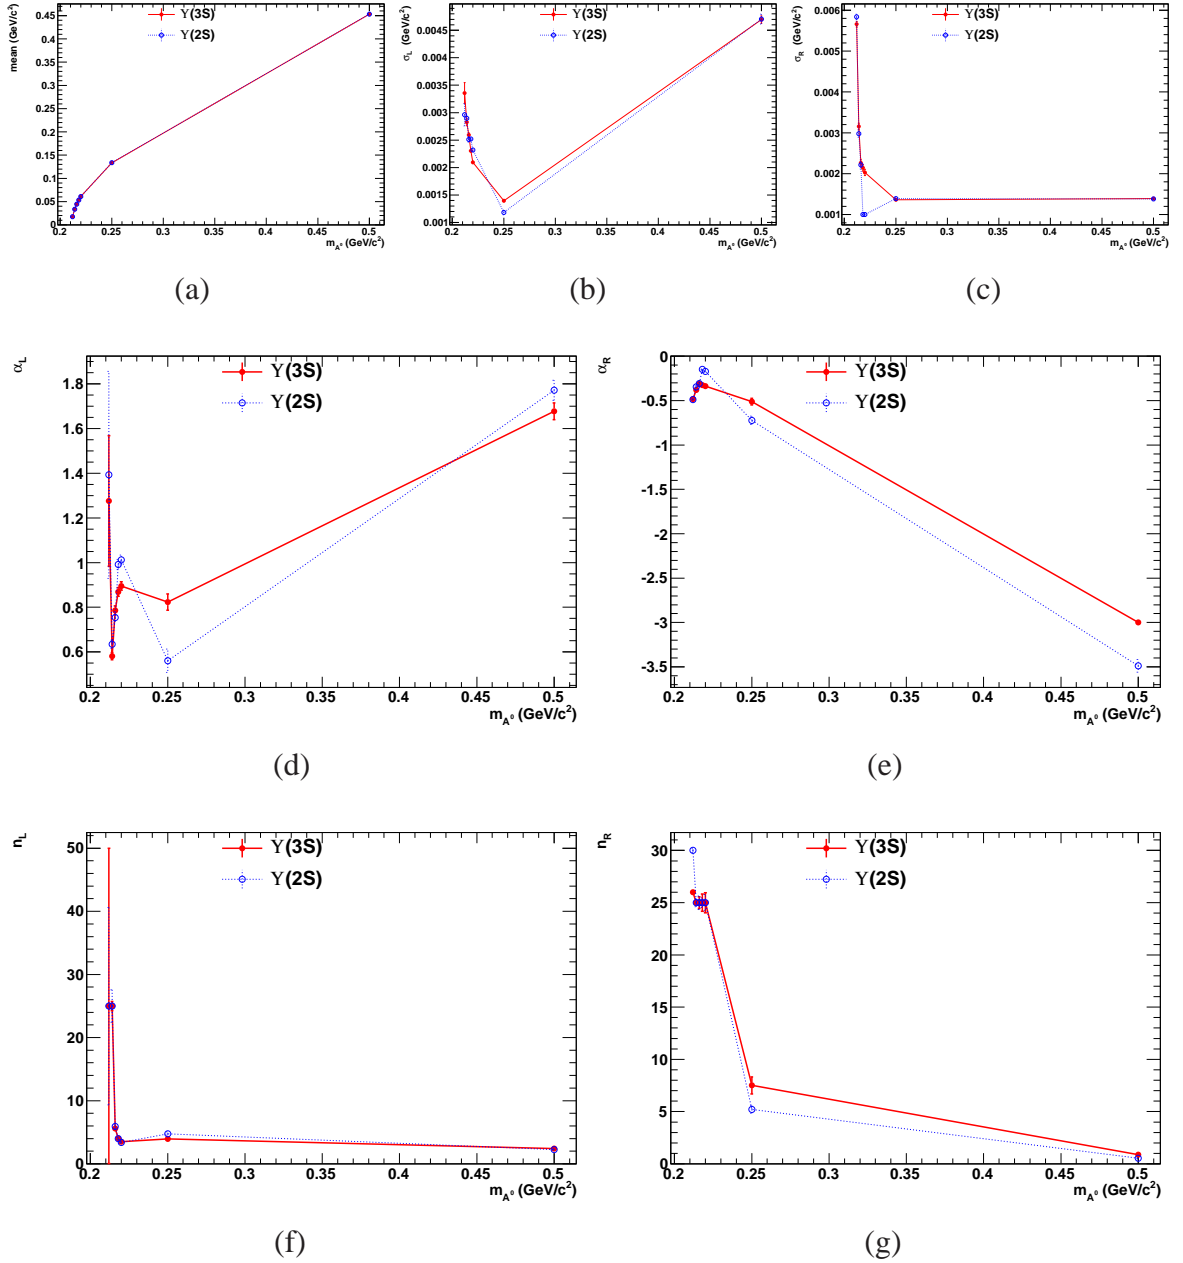 mean (GeV/c²)
0.45
0.4
0.35
0.3
0.25
0.2
0.15
0.1
0.05
0
ϒ(3S)
ϒ(2S)
0.2 0.25 0.3 0.35 0.4 0.45 0.5
m_A⁰ (GeV/c²)
(a)
σ_L (GeV/c²)
0.0045
0.004
0.0035
0.003
0.0025
0.002
0.0015
0.001
ϒ(3S)
ϒ(2S)
0.2 0.25 0.3 0.35 0.4 0.45 0.5
m_A⁰ (GeV/c²)
(b)
σ_R (GeV/c²)
0.006
0.005
0.004
0.003
0.002
0.001
ϒ(3S)
ϒ(2S)
0.2 0.25 0.3 0.35 0.4 0.45 0.5
m_A⁰ (GeV/c²)
(c)
α_L
1.8
1.6
1.4
1.2
1
0.8
0.6
ϒ(3S)
ϒ(2S)
0.2 0.25 0.3 0.35 0.4 0.45 0.5
m_A⁰ (GeV/c²)
(d)
α_R
0
-0.5
-1
-1.5
-2
-2.5
-3
-3.5
ϒ(3S)
ϒ(2S)
0.2 0.25 0.3 0.35 0.4 0.45 0.5
m_A⁰ (GeV/c²)
(e)
n_L
50
40
30
20
10
0
ϒ(3S)
ϒ(2S)
0.2 0.25 0.3 0.35 0.4 0.45 0.5
m_A⁰ (GeV/c²)
(f)
n_R
30
25
20
15
10
5
0
ϒ(3S)
ϒ(2S)
0.2 0.25 0.3 0.35 0.4 0.45 0.5
m_A⁰ (GeV/c²)
(g)